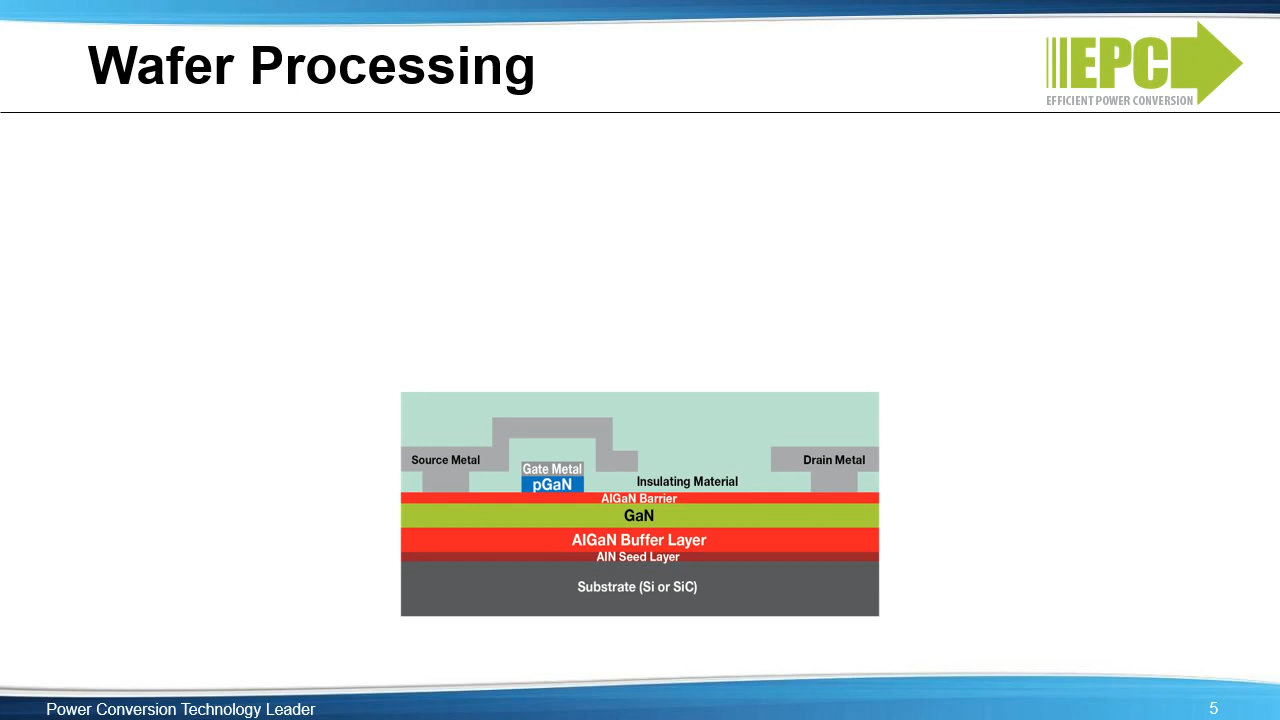 Wafer Processing
EPC
EFFICIENT POWER CONVERSION
Source Metal
Gate Metal
pGaN
Insulating Material
Drain Metal
AlGaN Barrier
GaN
AlGaN Buffer Layer
AlN Seed Layer
Substrate (Si or SiC)
Power Conversion Technology Leader
5